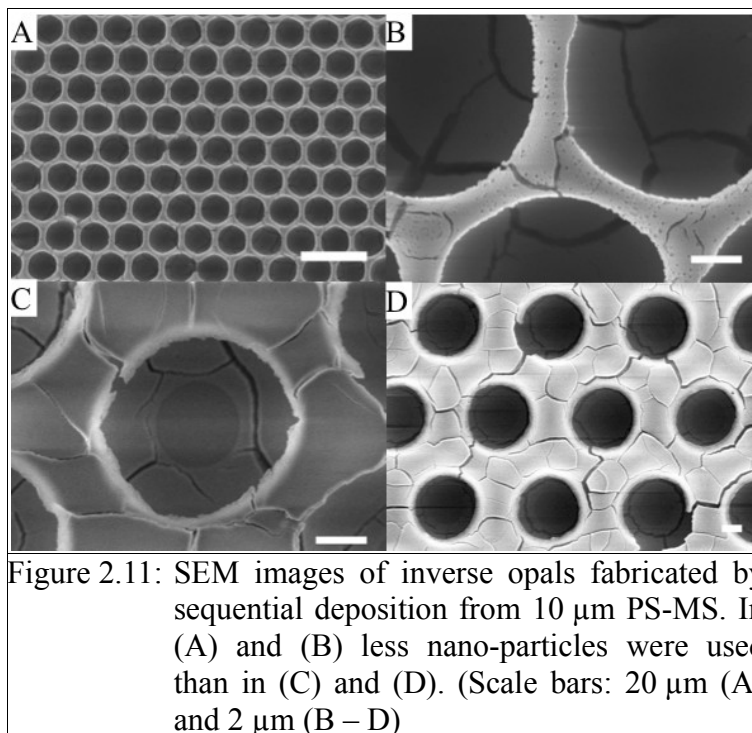 A
B
C
D
Figure 2.11: SEM images of inverse opals fabricated by
sequential deposition from 10 µm PS-MS. In
(A) and (B) less nano-particles were used
than in (C) and (D). (Scale bars: 20 µm (A)
and 2 µm (B – D)